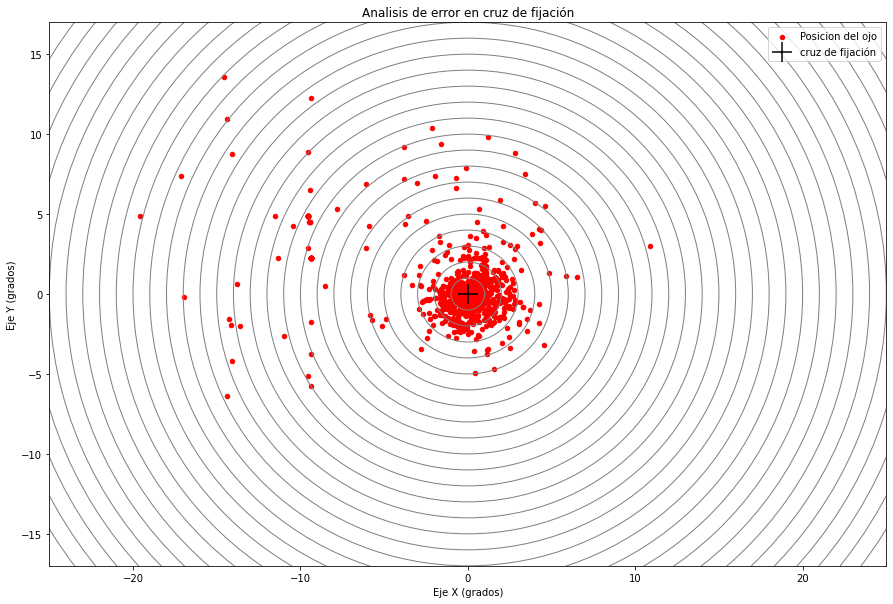 Analisis de error en cruz de fijación
Posicion del ojo
cruz de fijación
15
10
5
0
−5
−10
−15
Eje Y (grados)
−20
−10
0
10
20
Eje X (grados)